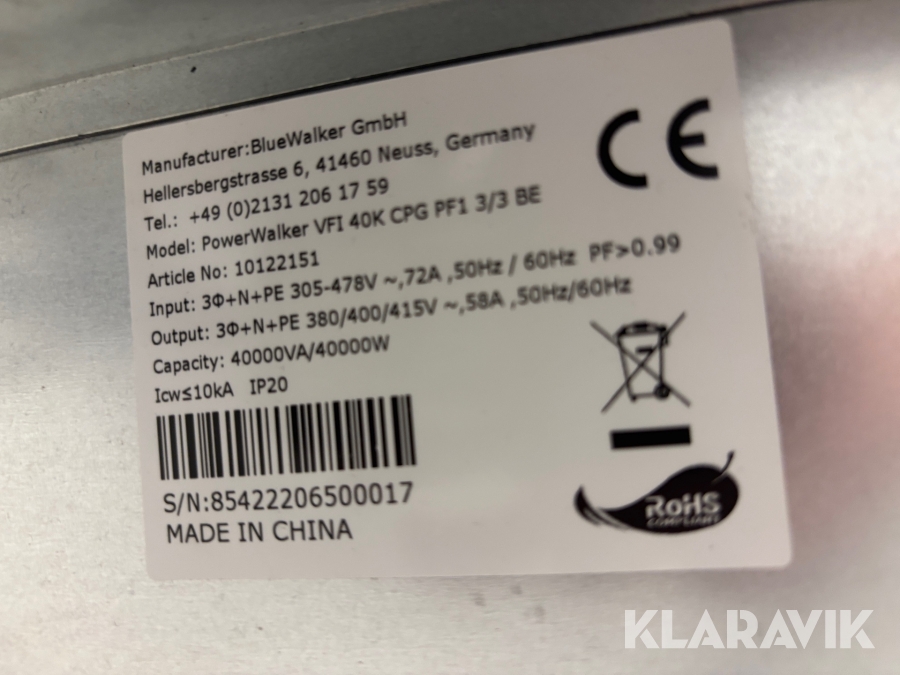 Manufacturer:BlueWalker GmbH
Hellersbergstrasse 6, 41460 Neuss, Germany
Tel.: +49 (0)2131 206 17 59
Model: PowerWalker VFI 40K CPG PF1 3/3 BE
Article No: 10122151
Input: 3Φ+N+PE 305-478V ~,72A ,50Hz / 60Hz PF>0.99
Output: 3Φ+N+PE 380/400/415V ~,58A ,50Hz/60Hz
Capacity: 40000VA/40000W
Icw≤10kA IP20
S/N:85422206500017
MADE IN CHINA
CE
RoHS
COMPLIANT
KLARAVIK